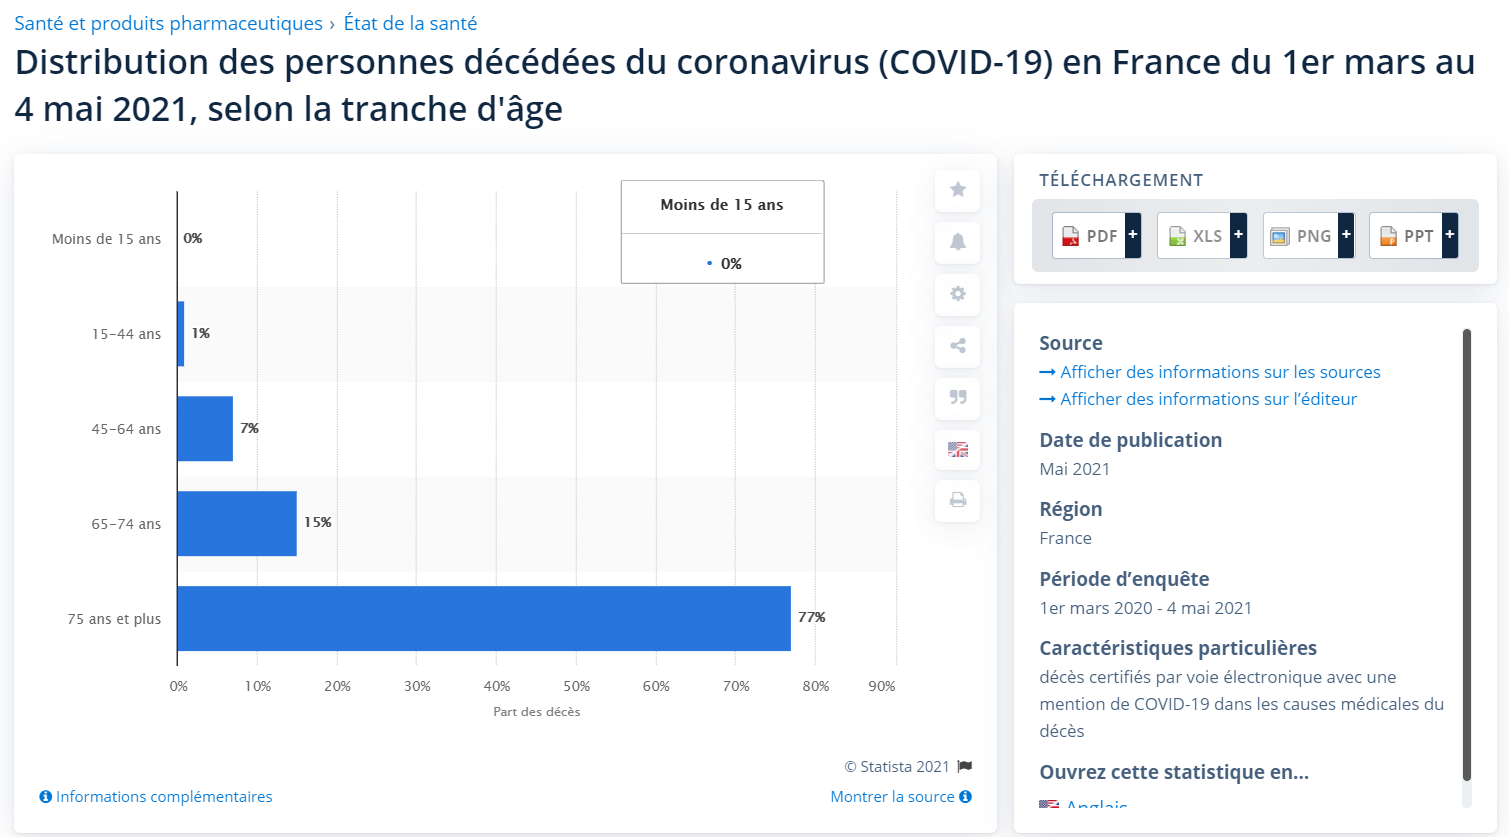 Santé et produits pharmaceutiques › État de la santé
Distribution des personnes décédées du coronavirus (COVID-19) en France du 1er mars au
4 mai 2021, selon la tranche d'âge
Moins de 15 ans
0%
15-44 ans
1%
45-64 ans
7%
65-74 ans
15%
75 ans et plus
77%
0% 10% 20% 30% 40% 50% 60% 70% 80% 90%
Part des décès
Moins de 15 ans
• 0%
© Statista 2021
Informations complémentaires
Montrer la source
TÉLÉCHARGEMENT
PDF + XLS + PNG + PPT +
Source
→ Afficher des informations sur les sources
→ Afficher des informations sur l’éditeur
Date de publication
Mai 2021
Région
France
Période d’enquête
1er mars 2020 - 4 mai 2021
Caractéristiques particulières
décès certifiés par voie électronique avec une
mention de COVID-19 dans les causes médicales du
décès
Ouvrez cette statistique en...
Anglais